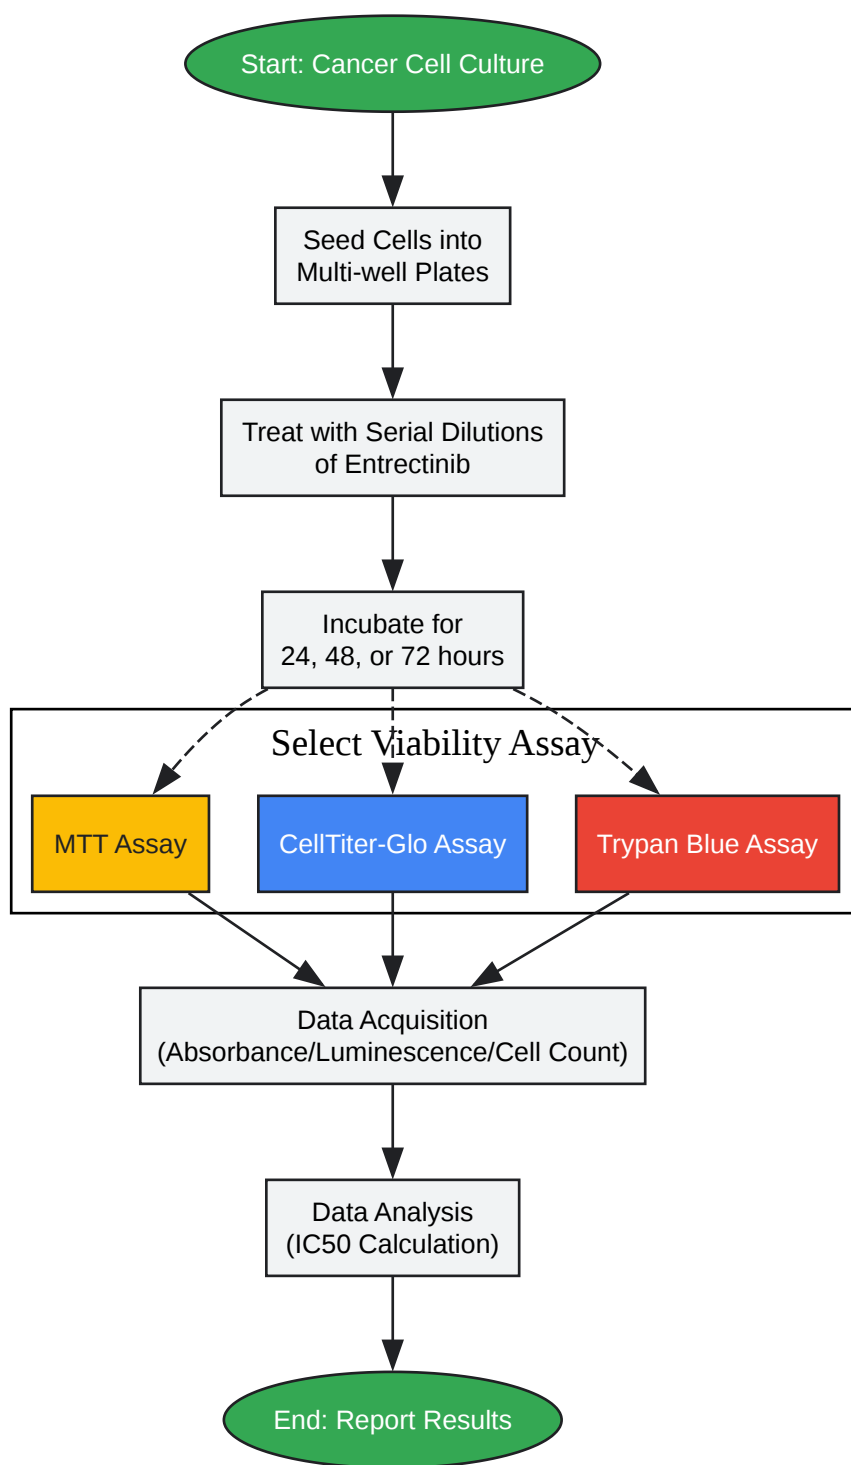 Start: Cancer Cell Culture
Seed Cells into
Multi-well Plates
Treat with Serial Dilutions
of Entrectinib
Incubate for
24, 48, or 72 hours
Select Viability Assay
MTT Assay
CellTiter-Glo Assay
Trypan Blue Assay
Data Acquisition
(Absorbance/Luminescence/Cell Count)
Data Analysis
(IC50 Calculation)
End: Report Results